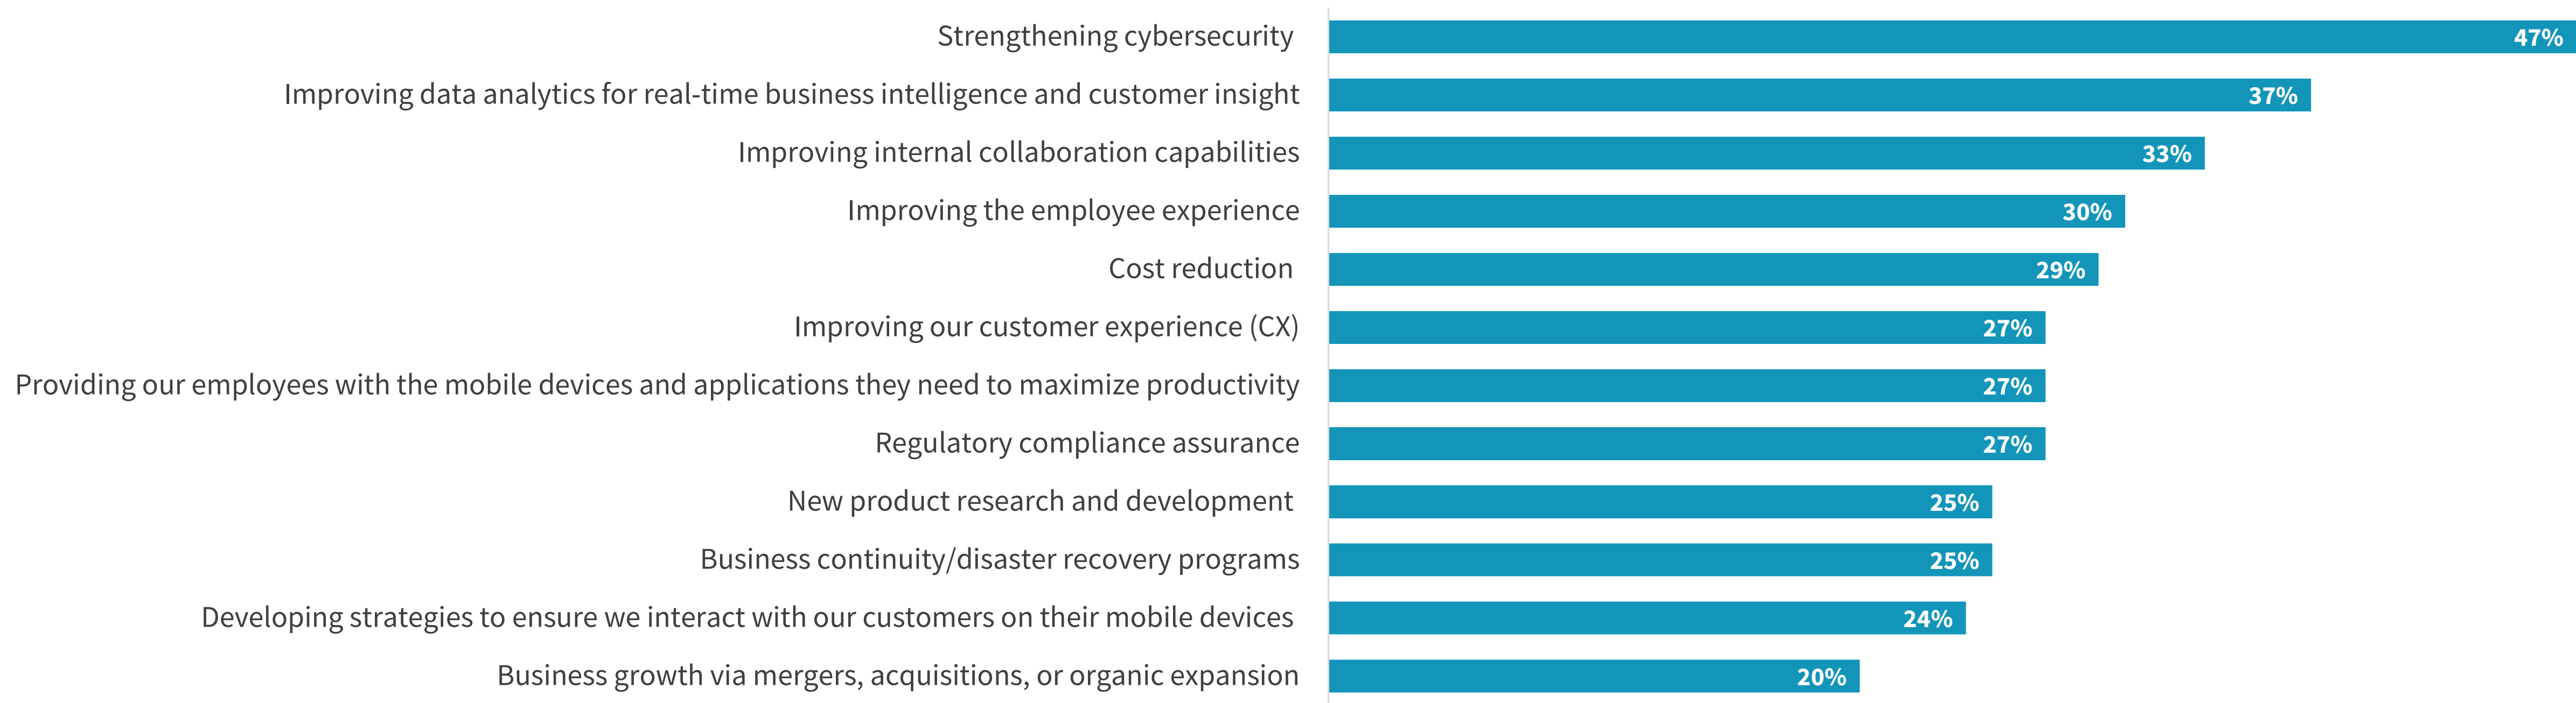 Strengthening cybersecurity 47%
Improving data analytics for real-time business intelligence and customer insight 37%
Improving internal collaboration capabilities 33%
Improving the employee experience 30%
Cost reduction 29%
Improving our customer experience (CX) 27%
Providing our employees with the mobile devices and applications they need to maximize productivity 27%
Regulatory compliance assurance 27%
New product research and development 25%
Business continuity/disaster recovery programs 25%
Developing strategies to ensure we interact with our customers on their mobile devices 24%
Business growth via mergers, acquisitions, or organic expansion 20%